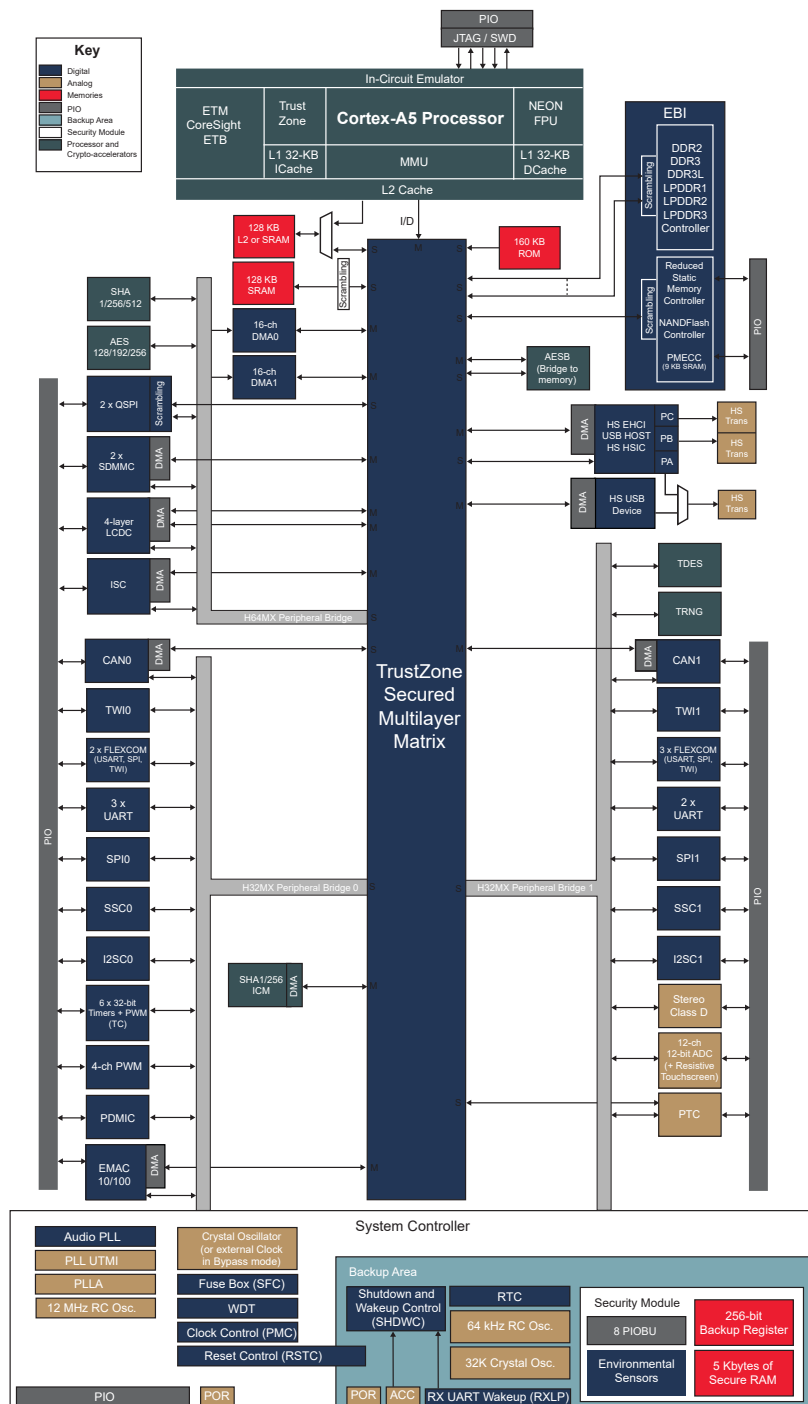 Key
Digital
Analog
Memories
PIO
Backup Area
Security Module
Processor and
Crypto-accelerators
PIO
JTAG / SWD
In-Circuit Emulator
ETM
CoreSight
ETB
Trust
Zone
Cortex-A5 Processor
NEON
FPU
L1 32-KB
ICache
MMU
L1 32-KB
DCache
L2 Cache
I/D
EBI
Scrambling
DDR2
DDR3
DDR3L
LPDDR1
LPDDR2
LPDDR3
Controller
Scrambling
Reduced
Static
Memory
Controller
NANDFlash
Controller
PMECC
(9 KB SRAM)
PIO
128 KB
L2 or SRAM
128 KB
SRAM
Scrambling
160 KB
ROM
M
S
S
S
S
S
S
SHA
1/256/512
AES
128/192/256
16-ch
DMA0
M
16-ch
DMA1
M
M
S
AESB
(Bridge to
memory)
2 x QSPI
Scrambling
S
2 x
SDMMC
DMA
M
4-layer
LCDC
DMA
M
M
ISC
DMA
M
M
S
DMA
HS EHCI
USB HOST
HS HSIC
PC
PB
PA
HS
Trans
HS
Trans
M
DMA
HS USB
Device
HS
Trans
H64MX Peripheral Bridge
S
TDES
TRNG
CAN0
DMA
S
M
DMA
CAN1
TrustZone
Secured
Multilayer
Matrix
TWI0
2 x FLEXCOM
(USART, SPI,
TWI)
3 x
UART
SPI0
SSC0
I2SC0
6 x 32-bit
Timers + PWM
(TC)
4-ch PWM
PDMIC
EMAC
10/100
DMA
M
PIO
H32MX Peripheral Bridge 0
S
S
H32MX Peripheral Bridge 1
SHA1/256
ICM
DMA
M
TWI1
3 x FLEXCOM
(USART, SPI,
TWI)
2 x
UART
SPI1
SSC1
I2SC1
Stereo
Class D
12-ch
12-bit ADC
(+ Resistive
Touchscreen)
S
PTC
PIO
System Controller
Audio PLL
PLL UTMI
PLLA
12 MHz RC Osc.
Crystal Oscillator
(or external Clock
in Bypass mode)
Fuse Box (SFC)
WDT
Clock Control (PMC)
Reset Control (RSTC)
PIO
POR
Backup Area
Shutdown and
Wakeup Control
(SHDWC)
RTC
64 kHz RC Osc.
32K Crystal Osc.
POR
ACC
RX UART Wakeup (RXLP)
Security Module
8 PIOBU
Environmental
Sensors
256-bit
Backup Register
5 Kbytes of
Secure RAM